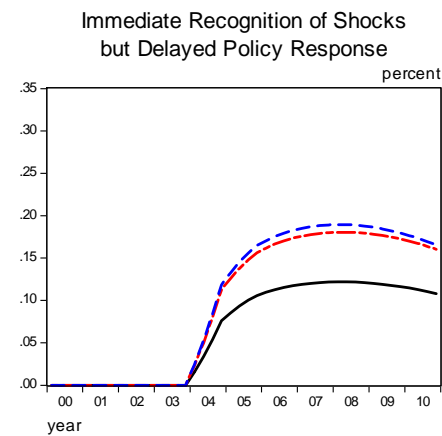 Immediate Recognition of Shocks
but Delayed Policy Response
percent
.35
.30
.25
.20
.15
.10
.05
.00
00 01 02 03 04 05 06 07 08 09 10
year